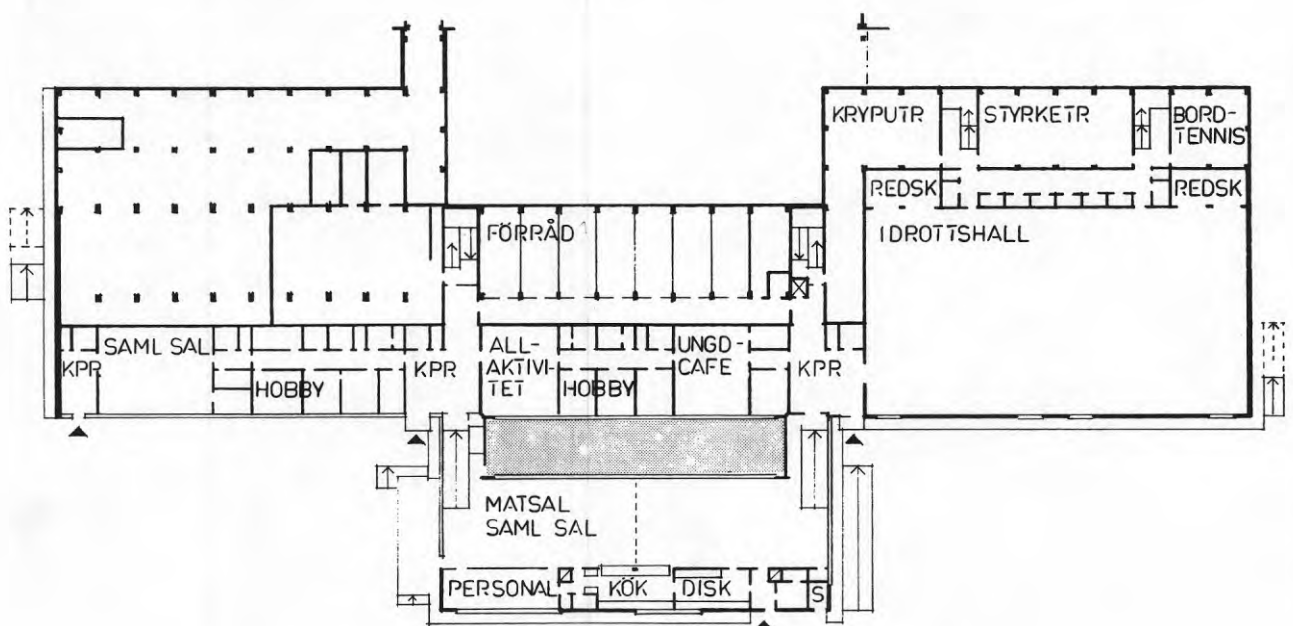 KRYPUTR
STYRKETR
BORD-
TENNIS
REDSK
REDSK
FÖRRÅD
IDROTTSHALL
SAML SAL
KPR
HOBBY
KPR
ALL-
AKTIVI-
TET
HOBBY
UNGD-
CAFE
KPR
MATSAL
SAML SAL
PERSONAL
KÖK
DISK
S